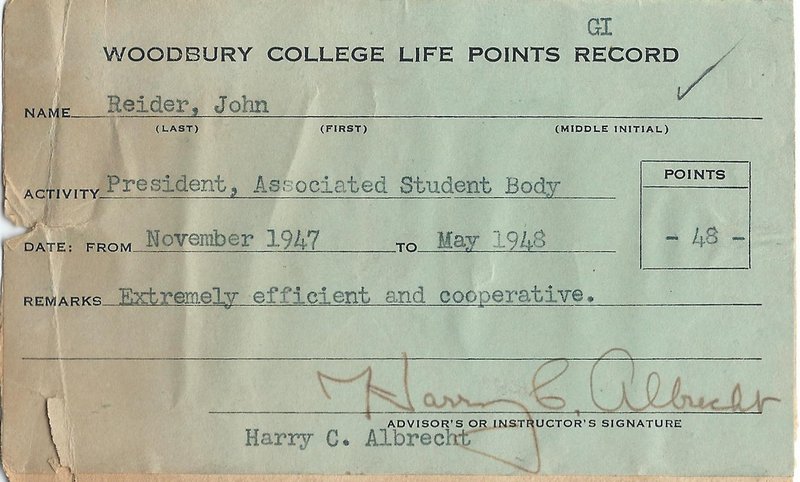 GI
WOODBURY COLLEGE LIFE POINTS RECORD
NAME Reider, John
(LAST) (FIRST) (MIDDLE INITIAL)
ACTIVITY President, Associated Student Body
POINTS
DATE: FROM November 1947 TO May 1948
- 48 -
REMARKS Extremely efficient and cooperative.
Harry C. Albrecht
ADVISOR'S OR INSTRUCTOR'S SIGNATURE
Harry C. Albrecht